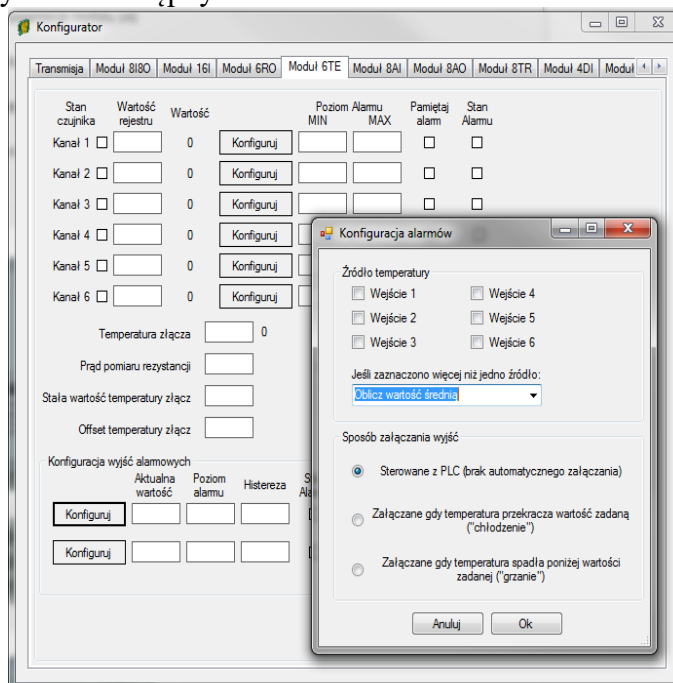 Konfigurator
Transmisja Moduł 8I8O Moduł 16I Moduł 6RO Moduł 6TE Moduł 8AI Moduł 8AO Moduł 8TR Moduł 4DI Moduł
Stan czujnika
Wartość rejestru
Wartość
Poziom Alarmu
MIN MAX
Pamiętaj alarm
Stan Alarmu
Kanał 1 0 Konfiguruj
Kanał 2 0 Konfiguruj
Kanał 3 0 Konfiguruj
Kanał 4 0 Konfiguruj
Kanał 5 0 Konfiguruj
Kanał 6 0 Konfiguruj
Temperatura złącza 0
Prąd pomiaru rezystancji
Stała wartość temperatury złącz
Offset temperatury złącz
Konfiguracja wyjść alarmowych
Aktualna wartość
Poziom alarmu
Histereza
Konfiguruj
Konfiguruj
Konfiguracja alarmów
Źródło temperatury
Wejście 1 Wejście 4
Wejście 2 Wejście 5
Wejście 3 Wejście 6
Jeśli zaznaczono więcej niż jedno źródło:
Oblicz wartość średnią
Sposób załączania wyjść
Sterowane z PLC (brak automatycznego załączania)
Załączane gdy temperatura przekracza wartość zadaną
("chłodzenie")
Załączane gdy temperatura spadła poniżej wartości
zadanej ("grzanie")
Anuluj Ok